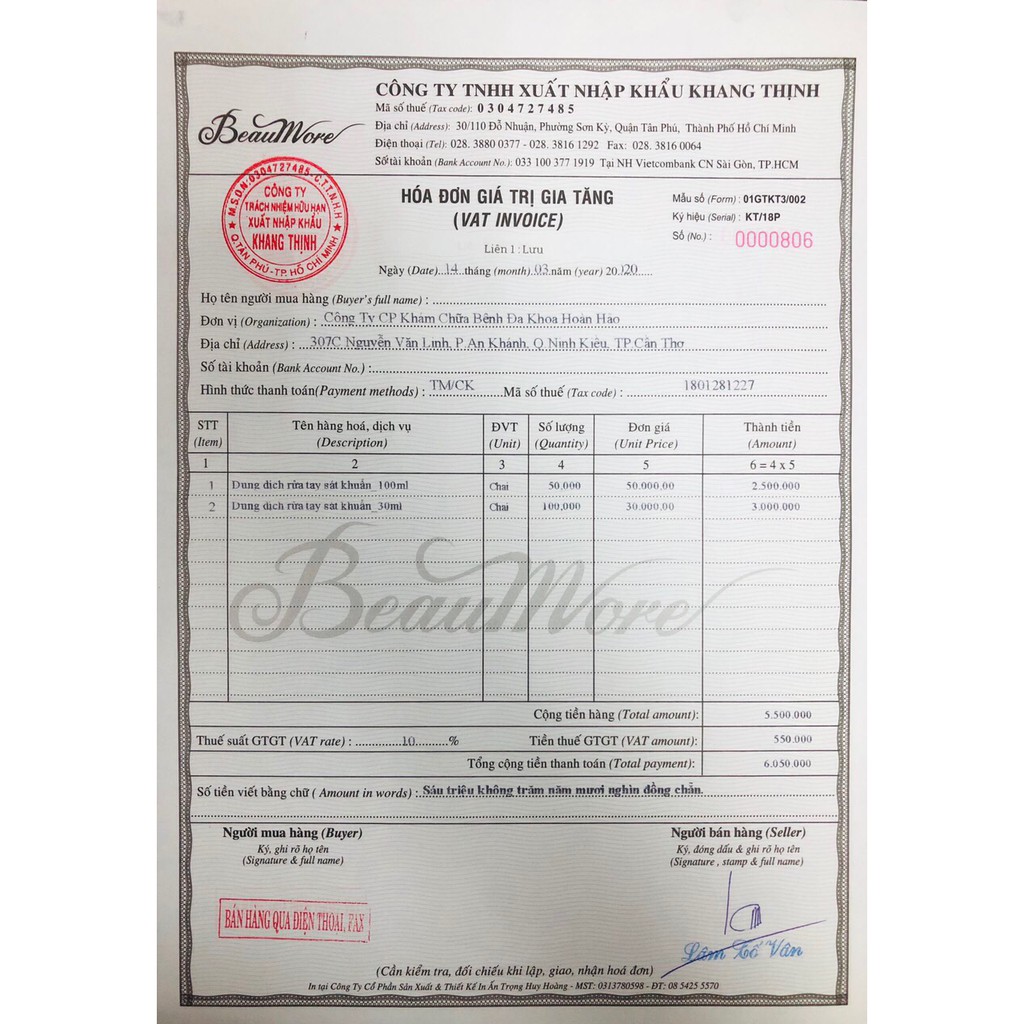 CÔNG TY TNHH XUẤT NHẬP KHẨU KHANG THỊNH
Mã số thuế (Tax code): 0304727485
BeauMore
Địa chỉ (Address): 30/110 Đỗ Nhuận, Phường Sơn Kỳ, Quận Tân Phú, Thành Phố Hồ Chí Minh
Điện thoại (Tel): 028. 3880 0377 - 028. 3816 1292 Fax: 028. 3816 0064
Số tài khoản (Bank Account No.): 033 100 377 1919 Tại NH Vietcombank CN Sài Gòn, TP.HCM
M.S.D.N:0304727485-C.T.T.N.H.H
CÔNG TY
TRÁCH NHIỆM HỮU HẠN
XUẤT NHẬP KHẨU
KHANG THỊNH
Q.TÂN PHÚ-TP.HỒ CHÍ MINH
HÓA ĐƠN GIÁ TRỊ GIA TĂNG
(VAT INVOICE)
Liên 1: Lưu
Ngày (Date)...14..tháng (month).03.năm (year) 20.20.....
Mẫu số (Form) : 01GTKT3/002
Ký hiệu (Serial) : KT/18P
Số (No.) : 0000806
Họ tên người mua hàng (Buyer's full name) :
Đơn vị (Organization) : Công Ty CP Khám Chữa Bệnh Đa Khoa Hoàn Hảo
Địa chỉ (Address) : 307C Nguyễn Văn Linh, P.An Khánh, Q.Ninh Kiều, TP.Cần Thơ
Số tài khoản (Bank Account No.) :
Hình thức thanh toán(Payment methods) : TM/CK Mã số thuế (Tax code) : 1801281227
STT Tên hàng hoá, dịch vụ ĐVT Số lượng Đơn giá Thành tiền
(Item) (Description) (Unit) (Quantity) (Unit Price) (Amount)
1 2 3 4 5 6 = 4 x 5
1 Dung dịch rửa tay sát khuẩn_100ml Chai 50,000 50.000,00 2.500.000
2 Dung dịch rửa tay sát khuẩn_30ml Chai 100,000 30.000,00 3.000.000
BeauMore
Cộng tiền hàng (Total amount): 5.500.000
Thuế suất GTGT (VAT rate) : ..............10..........% Tiền thuế GTGT (VAT amount): 550.000
Tổng cộng tiền thanh toán (Total payment): 6.050.000
Số tiền viết bằng chữ ( Amount in words) : Sáu triệu không trăm năm mươi nghìn đồng chẵn.
Người mua hàng (Buyer) Người bán hàng (Seller)
Ký, ghi rõ họ tên Ký, đóng dấu & ghi rõ họ tên
(Signature & full name) (Signature , stamp & full name)
BÁN HÀNG QUA ĐIỆN THOẠI, FAX
Lâm Tố Vân
(Cần kiểm tra, đối chiếu khi lập, giao, nhận hoá đơn)
In tại Công Ty Cổ Phần Sản Xuất & Thiết Kế In Ấn Trọng Huy Hoàng - MST: 0313780598 - ĐT: 08 5425 5570